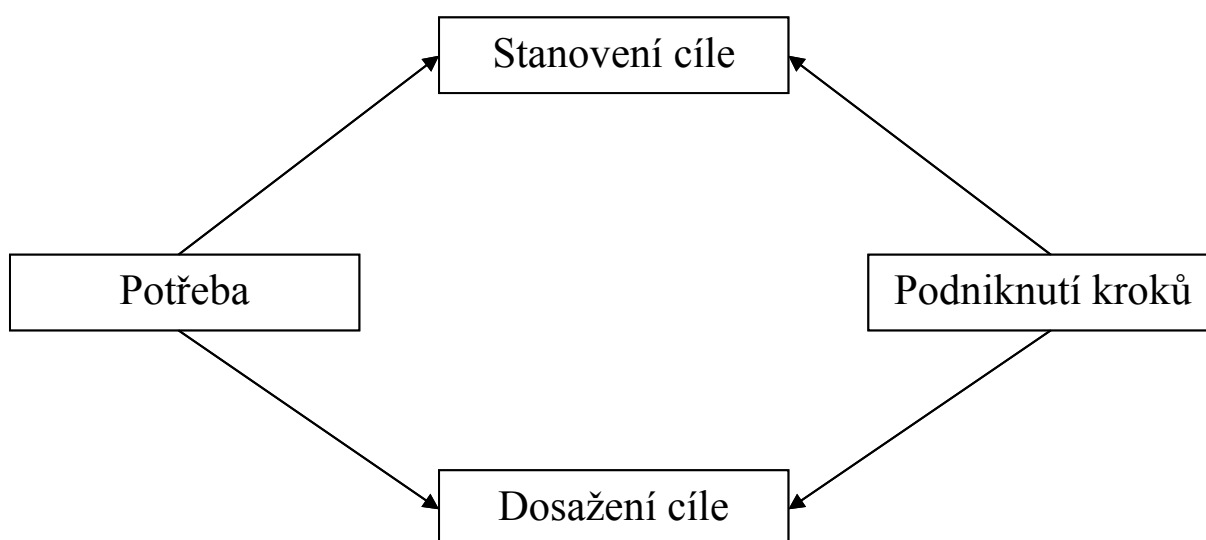 Stanovení cíle
Potřeba
Podniknutí kroků
Dosažení cíle